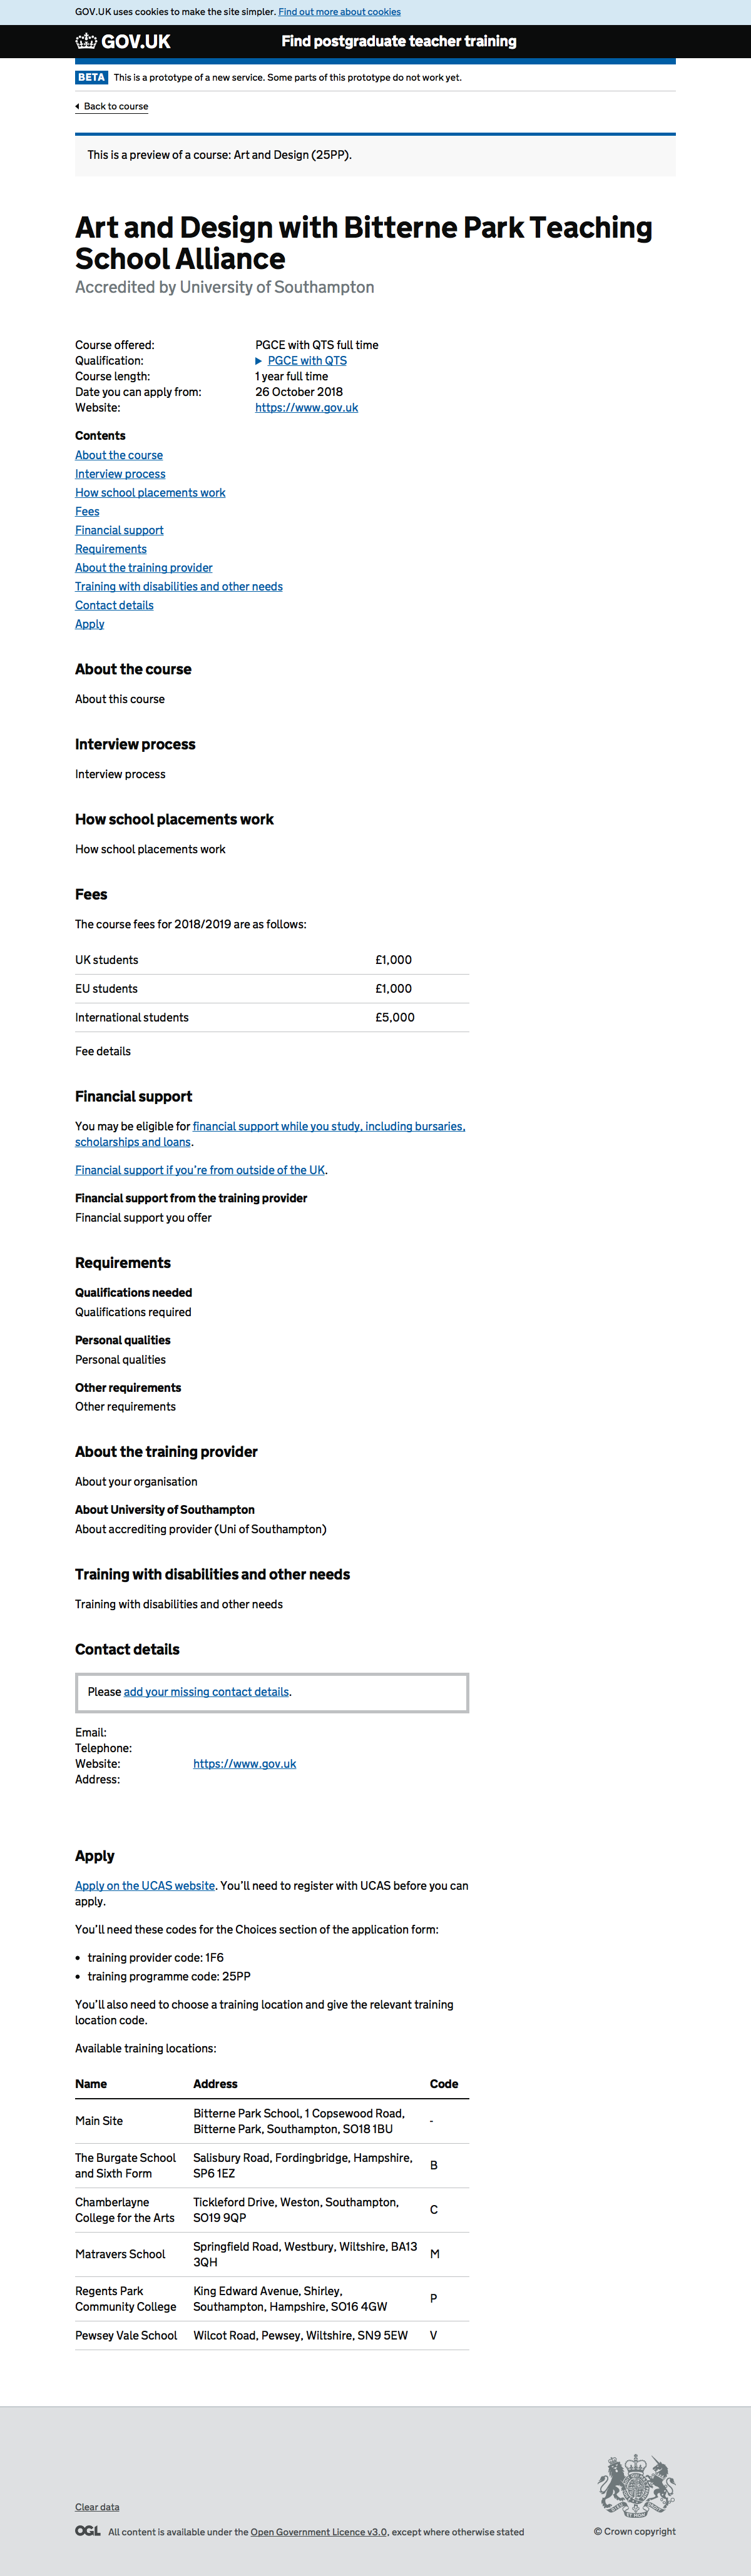 GOV.UK uses cookies to make the site simpler. Find out more about cookies
GOV.UK Find postgraduate teacher training
BETA This is a prototype of a new service. Some parts of this prototype do not work yet.
Back to course
This is a preview of a course: Art and Design (25PP).
Art and Design with Bitterne Park Teaching
School Alliance
Accredited by University of Southampton
Course offered: PGCE with QTS full time
Qualification: PGCE with QTS
Course length: 1 year full time
Date you can apply from: 26 October 2018
Website: https://www.gov.uk
Contents
About the course
Interview process
How school placements work
Fees
Financial support
Requirements
About the training provider
Training with disabilities and other needs
Contact details
Apply
About the course
About this course
Interview process
Interview process
How school placements work
How school placements work
Fees
The course fees for 2018/2019 are as follows:
UK students £1,000
EU students £1,000
International students £5,000
Fee details
Financial support
You may be eligible for financial support while you study, including bursaries,
scholarships and loans.
Financial support if you're from outside of the UK.
Financial support from the training provider
Financial support you offer
Requirements
Qualifications needed
Qualifications required
Personal qualities
Personal qualities
Other requirements
Other requirements
About the training provider
About your organisation
About University of Southampton
About accrediting provider (Uni of Southampton)
Training with disabilities and other needs
Training with disabilities and other needs
Contact details
Please add your missing contact details.
Email:
Telephone:
Website: https://www.gov.uk
Address:
Apply
Apply on the UCAS website. You'll need to register with UCAS before you can
apply.
You'll need these codes for the Choices section of the application form:
• training provider code: 1F6
• training programme code: 25PP
You'll also need to choose a training location and give the relevant training
location code.
Available training locations:
Name Address Code
Main Site Bitterne Park School, 1 Copsewood Road,
Bitterne Park, Southampton, SO18 1BU -
The Burgate School Salisbury Road, Fordingbridge, Hampshire,
and Sixth Form SP6 1EZ B
Chamberlayne Tickleford Drive, Weston, Southampton,
College for the Arts SO19 9QP C
Matravers School Springfield Road, Westbury, Wiltshire, BA13
3QH M
Regents Park King Edward Avenue, Shirley,
Community College Southampton, Hampshire, SO16 4GW P
Pewsey Vale School Wilcot Road, Pewsey, Wiltshire, SN9 5EW V
Clear data
OGL All content is available under the Open Government Licence v3.0, except where otherwise stated
© Crown copyright